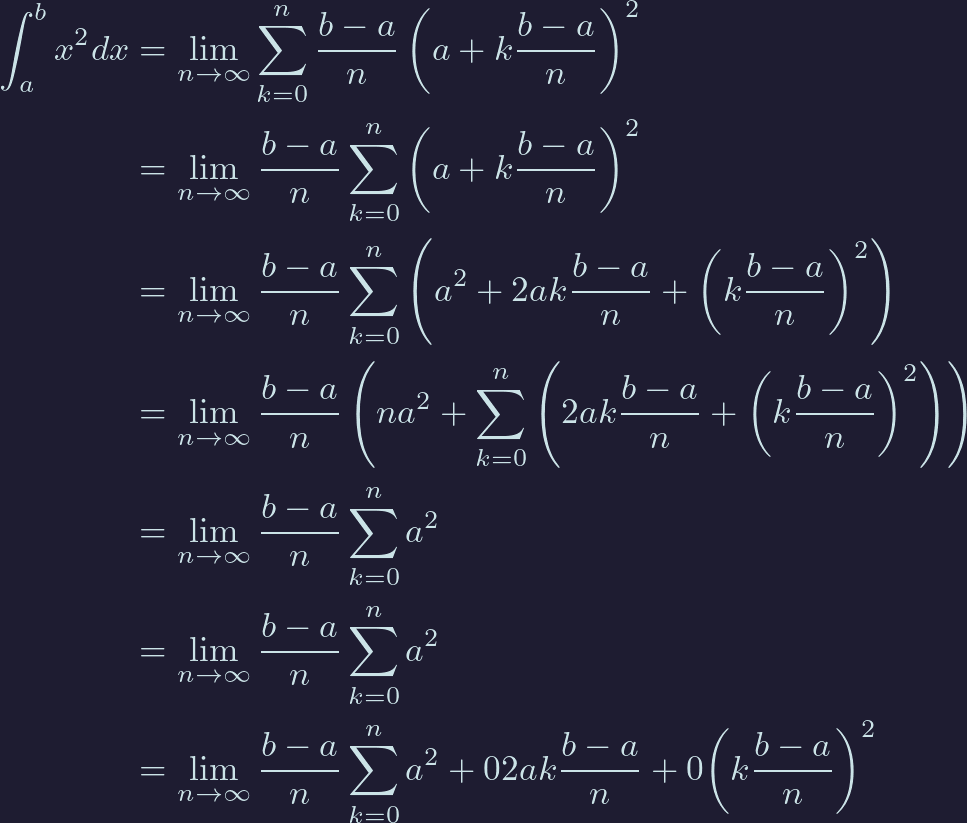 \int_a^b x^2 dx = \lim_{n \to \infty} \sum_{k=0}^{n} \frac{b-a}{n} \left( a + k \frac{b-a}{n} \right)^2
= \lim_{n \to \infty} \frac{b-a}{n} \sum_{k=0}^{n} \left( a + k \frac{b-a}{n} \right)^2
= \lim_{n \to \infty} \frac{b-a}{n} \sum_{k=0}^{n} \left( a^2 + 2ak \frac{b-a}{n} + \left( k \frac{b-a}{n} \right)^2 \right)
= \lim_{n \to \infty} \frac{b-a}{n} \left( na^2 + \sum_{k=0}^{n} \left( 2ak \frac{b-a}{n} + \left( k \frac{b-a}{n} \right)^2 \right) \right)
= \lim_{n \to \infty} \frac{b-a}{n} \sum_{k=0}^{n} a^2
= \lim_{n \to \infty} \frac{b-a}{n} \sum_{k=0}^{n} a^2
= \lim_{n \to \infty} \frac{b-a}{n} \sum_{k=0}^{n} a^2 + 02ak \frac{b-a}{n} + 0 \left( k \frac{b-a}{n} \right)^2